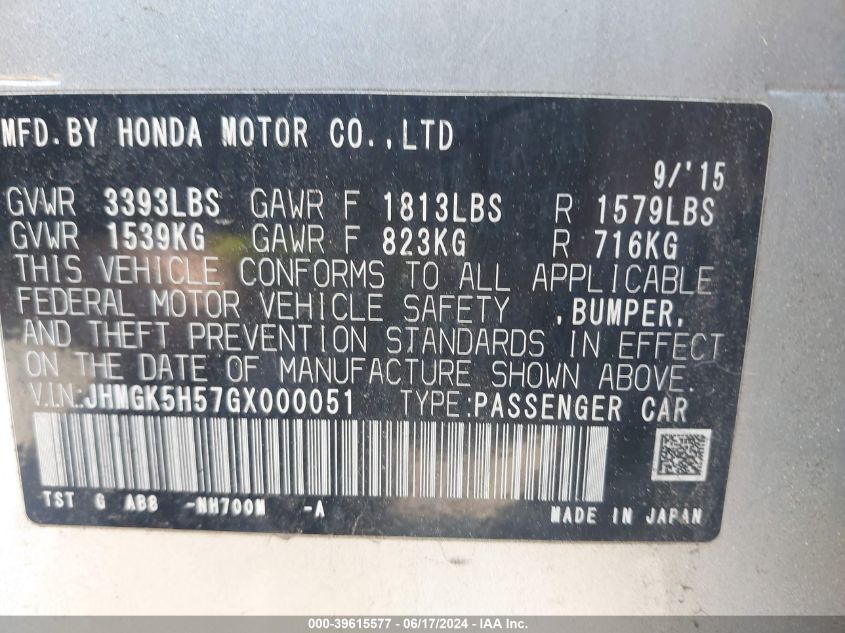 MFD.BY HONDA MOTOR CO.,LTD
9/'15
GVWR 3393LBS GAWR F 1813LBS R 1579LBS
GVWR 1539KG GAWR F 823KG R 716KG
THIS VEHICLE CONFORMS TO ALL APPLICABLE
FEDERAL MOTOR VEHICLE SAFETY ,BUMPER,
AND THEFT PREVENTION STANDARDS IN EFFECT
ON THE DATE OF MANUFACTURE SHOWN ABOVE.
V.I.N.:JHMGK5H57GX000051 TYPE:PASSENGER CAR
TST G AB8 -NH700M -A
MADE IN JAPAN
000-39615577 - 06/17/2024 - IAA Inc.